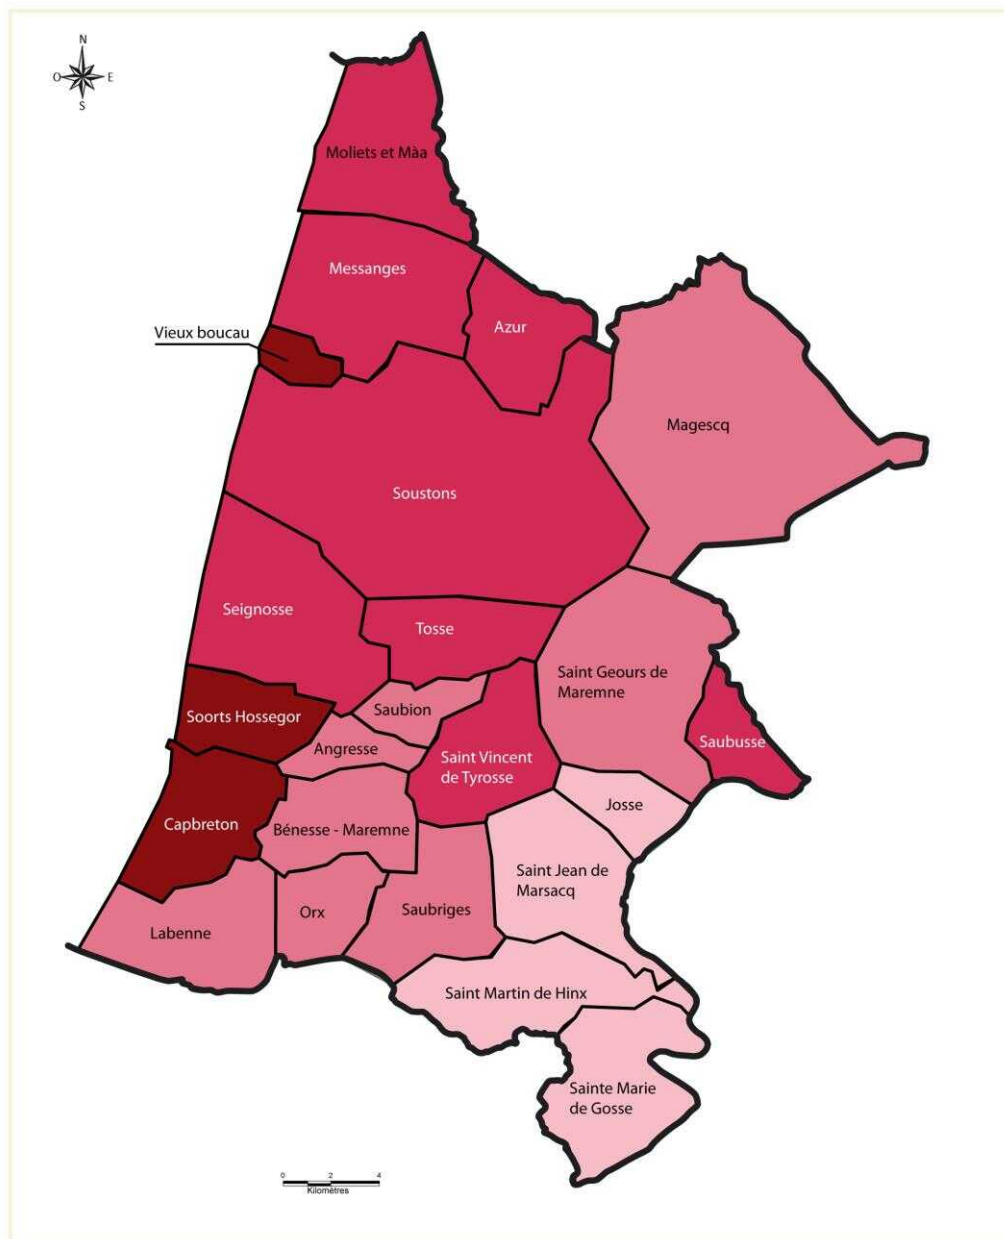 N
O E
S
Moliets et Màa
Messanges
Vieux boucau
Azur
Magescq
Soustons
Seignosse
Tosse
Saint Geours de
Maremne
Saubion
Soorts Hossegor
Angresse
Saubusse
Saint Vincent
de Tyrosse
Josse
Capbreton
Bénesse - Maremne
Saint Jean de
Marsacq
Orx
Saubriges
Labenne
Saint Martin de Hinx
Sainte Marie
de Gosse
0 2 4
Kilomètres